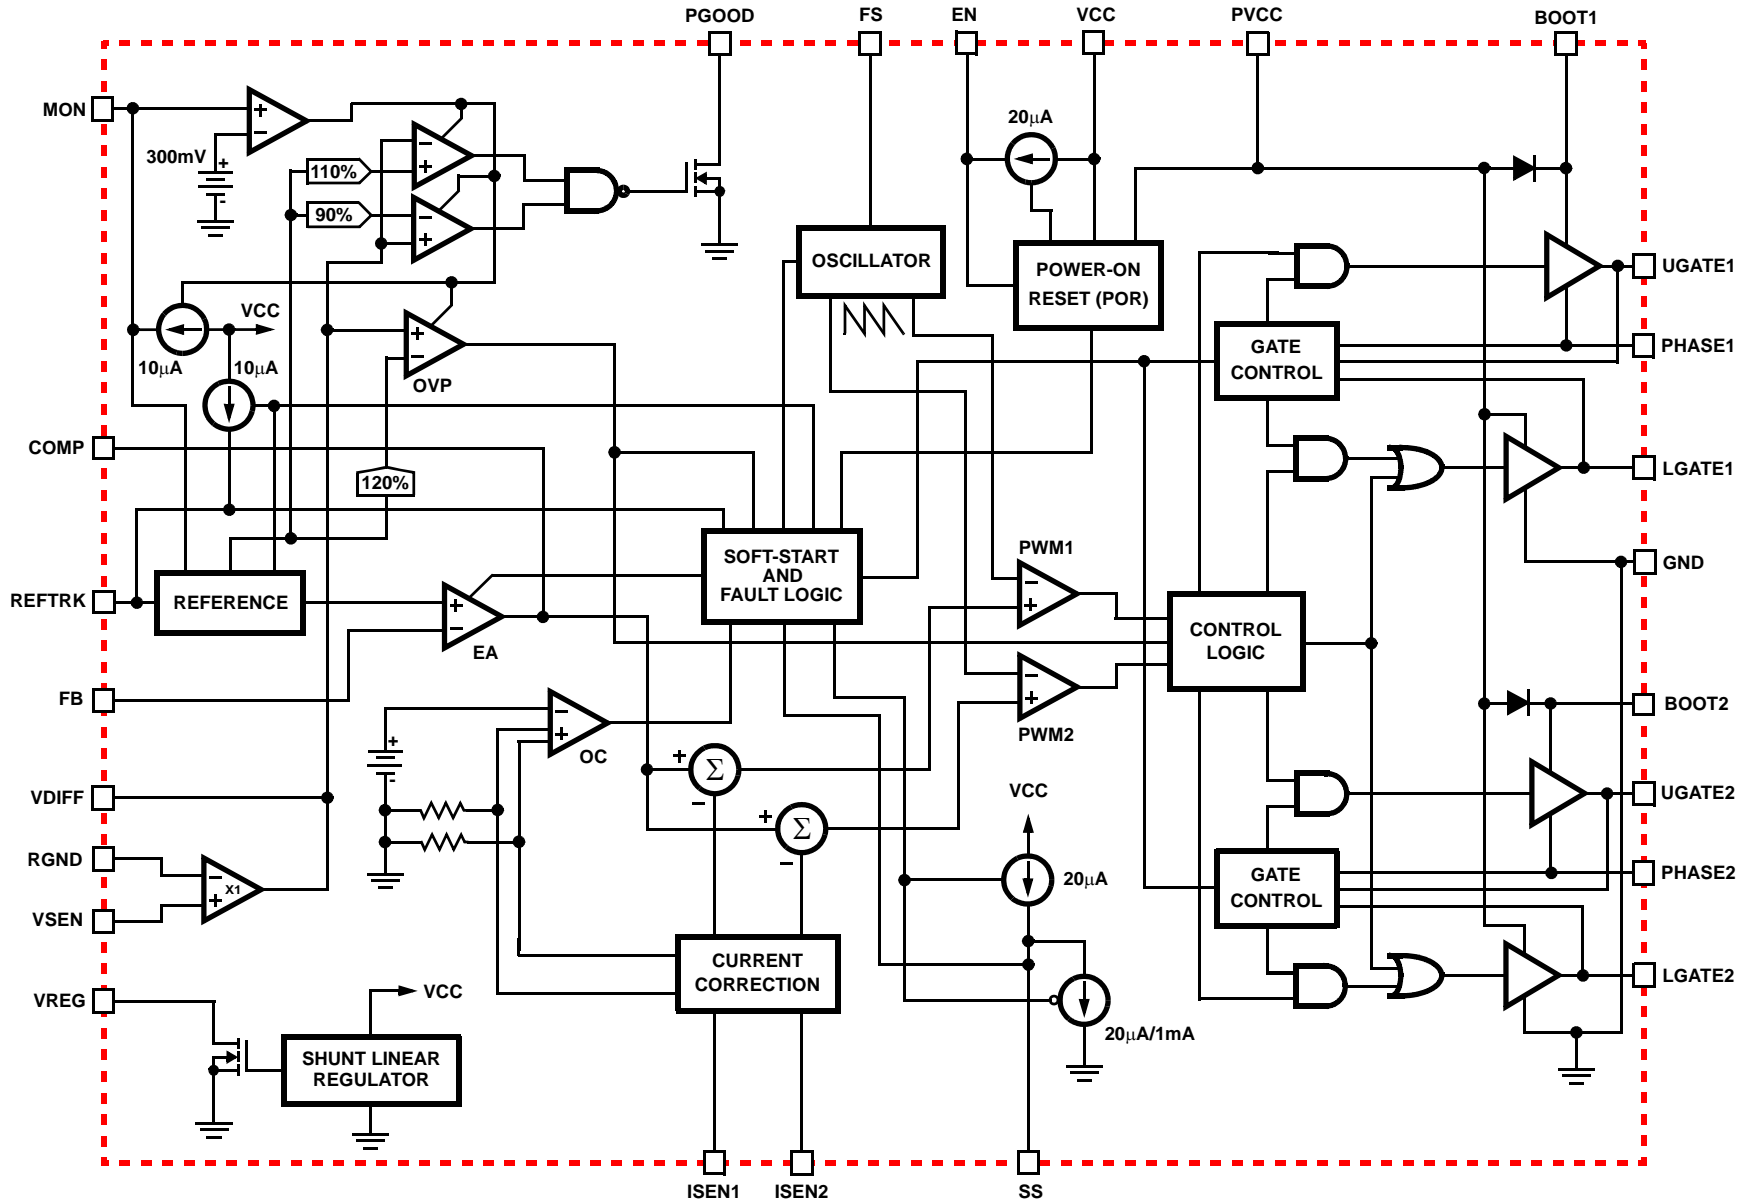 PGOOD
FS
EN
VCC
PVCC
BOOT1
MON
+
−
300mV
+
-
110%
90%
−
+
−
+
20μA
OSCILLATOR
POWER-ON
RESET (POR)
UGATE1
VCC
10μA
10μA
+
−
OVP
GATE
CONTROL
PHASE1
COMP
120%
LGATE1
REFTRK
REFERENCE
+
−
EA
SOFT-START
AND
FAULT LOGIC
PWM1
−
+
GND
CONTROL
LOGIC
FB
−
+
OC
+
-
−
+
PWM2
BOOT2
VDIFF
+
Σ
−
+
Σ
−
VCC
UGATE2
RGND
−
+
X1
VSEN
20μA
GATE
CONTROL
PHASE2
CURRENT
CORRECTION
LGATE2
VREG
VCC
20μA/1mA
SHUNT LINEAR
REGULATOR
ISEN1
ISEN2
SS